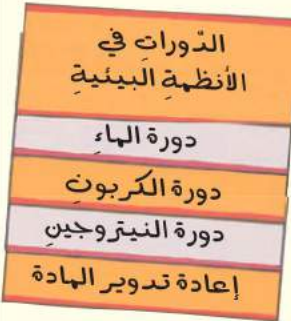 الدّوراتِ في
الأنظمةِ البيئيةِ
دورة الماءِ
دورة الكربونِ
دورة النيتروجينِ
إعادة تدوير المادة